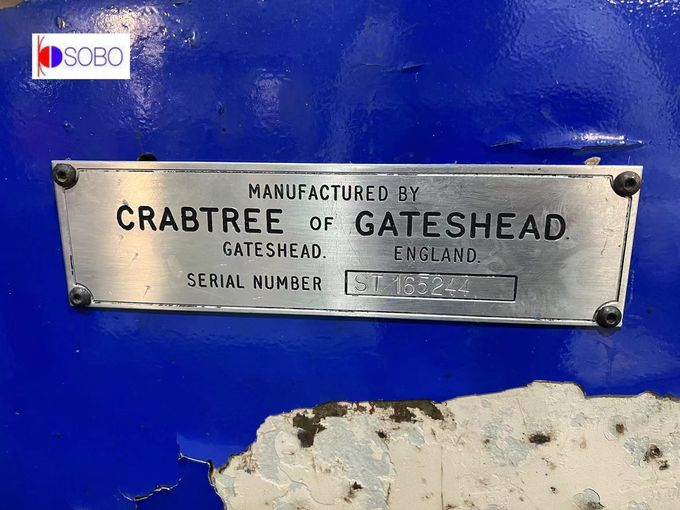 SOBO
MANUFACTURED BY
CRABTREE OF GATESHEAD.
GATESHEAD. ENGLAND.
SERIAL NUMBER ST 165244